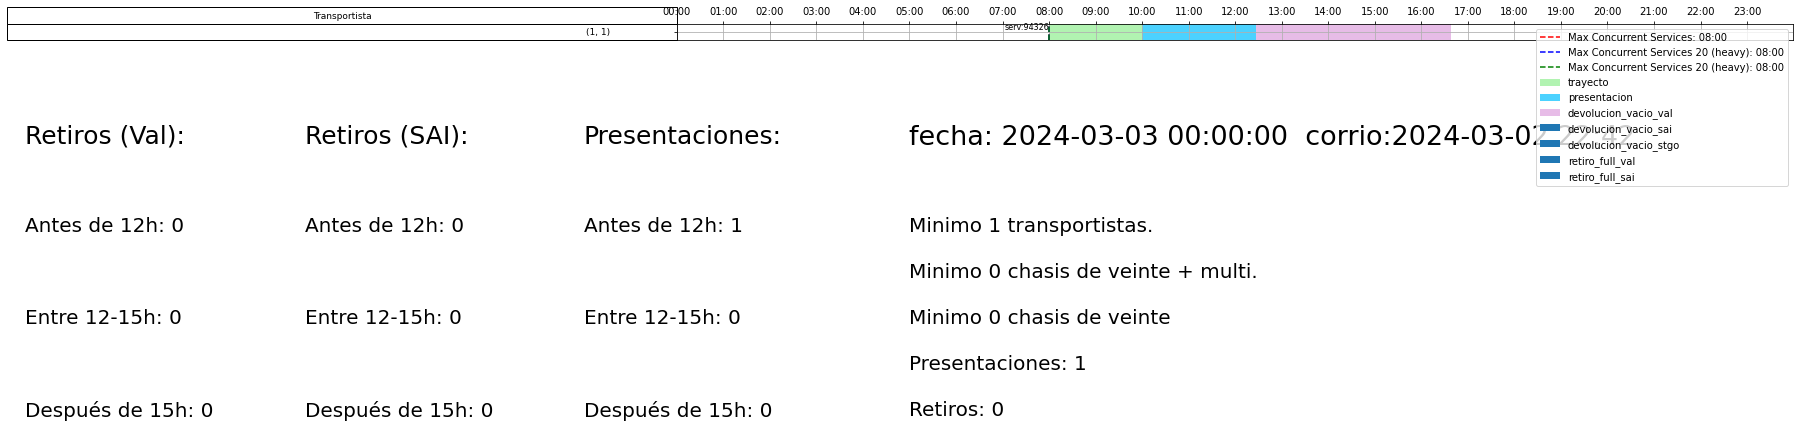 Transportista
00:00 01:00 02:00 03:00 04:00 05:00 06:00 07:00 08:00 09:00 10:00 11:00 12:00 13:00 14:00 15:00 16:00 17:00 18:00 19:00 20:00 21:00 22:00 23:00
(1, 1)
serv:94326
Max Concurrent Services: 08:00
Max Concurrent Services 20 (heavy): 08:00
Max Concurrent Services 20 (heavy): 08:00
trayecto
presentacion
devolucion_vacio_val
devolucion_vacio_sai
devolucion_vacio_stgo
retiro_full_val
retiro_full_sai
Retiros (Val): Retiros (SAI): Presentaciones: fecha: 2024-03-03 00:00:00 corrio:2024-03-02 22:42
Antes de 12h: 0 Antes de 12h: 0 Antes de 12h: 1 Minimo 1 transportistas.
Minimo 0 chasis de veinte + multi.
Entre 12-15h: 0 Entre 12-15h: 0 Entre 12-15h: 0 Minimo 0 chasis de veinte
Presentaciones: 1
Después de 15h: 0 Después de 15h: 0 Después de 15h: 0 Retiros: 0